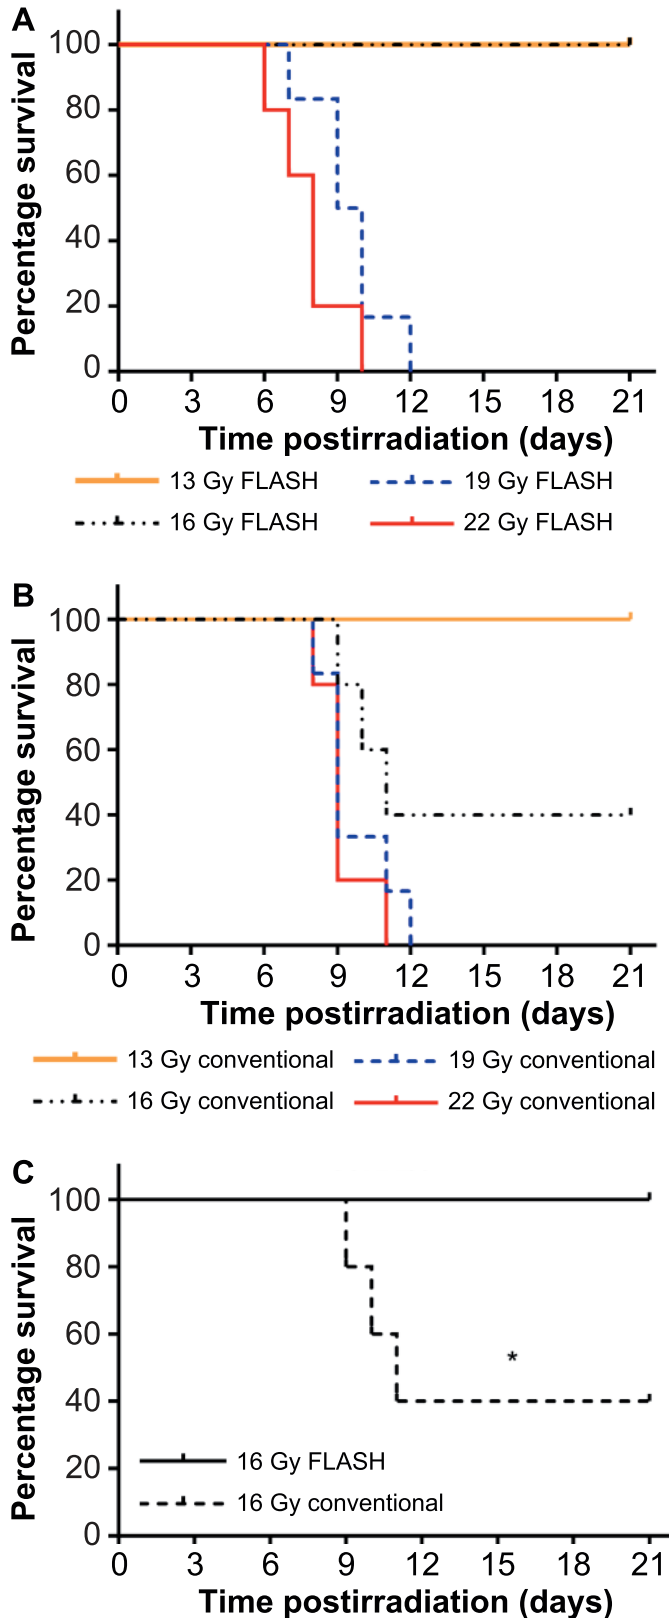 A
Percentage survival
100
80
60
40
20
0
0 3 6 9 12 15 18 21
Time postirradiation (days)
13 Gy FLASH 19 Gy FLASH
16 Gy FLASH 22 Gy FLASH
B
Percentage survival
100
80
60
40
20
0
0 3 6 9 12 15 18 21
Time postirradiation (days)
13 Gy conventional 19 Gy conventional
16 Gy conventional 22 Gy conventional
C
Percentage survival
100
80
60
40
20
0
*
16 Gy FLASH
16 Gy conventional
0 3 6 9 12 15 18 21
Time postirradiation (days)